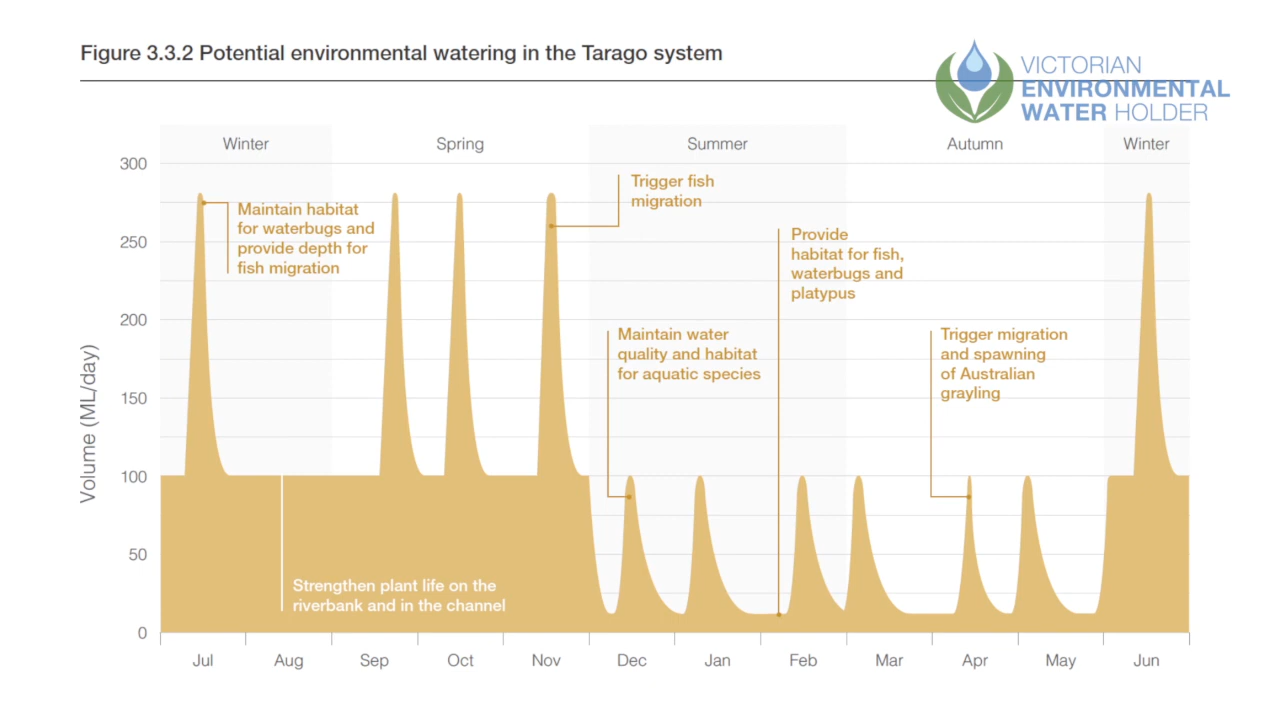 Figure 3.3.2 Potential environmental watering in the Tarago system
VICTORIAN
ENVIRONMENTAL
WATER HOLDER
Winter
Spring
Summer
Autumn
Winter
300
250
200
150
100
50
0
Volume (ML/day)
Maintain habitat
for waterbugs and
provide depth for
fish migration
Trigger fish
migration
Provide
habitat for fish,
waterbugs and
platypus
Maintain water
quality and habitat
for aquatic species
Trigger migration
and spawning
of Australian
grayling
Strengthen plant life on the
riverbank and in the channel
Jul
Aug
Sep
Oct
Nov
Dec
Jan
Feb
Mar
Apr
May
Jun